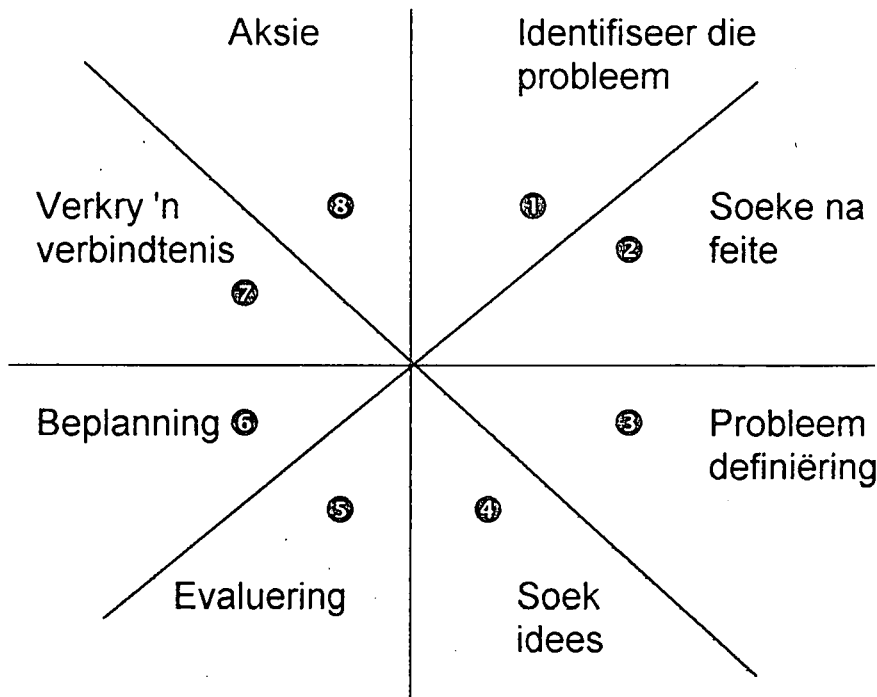 Aksie
Identifiseer die
probleem
8
1
Verkry 'n
verbindtenis
7
2
Soeke na
feite
Beplanning 6
3
Probleem
definiëring
5
4
Evaluering
Soek
idees